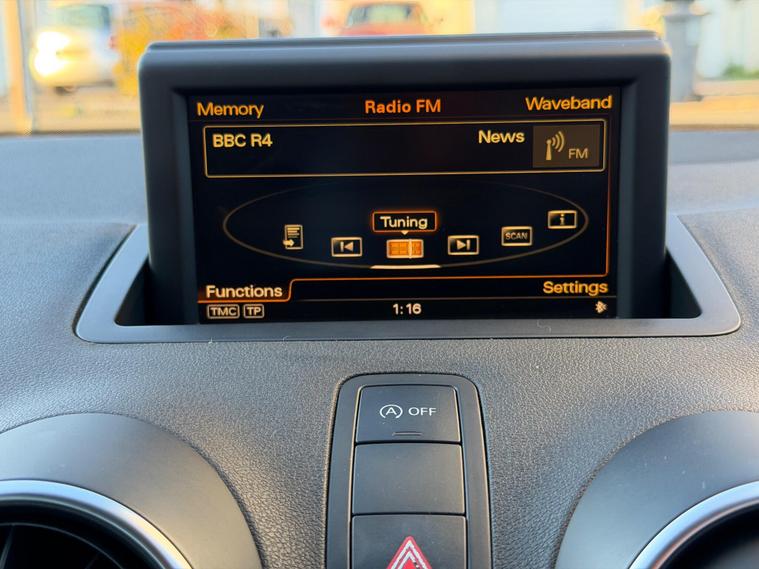 Memory Radio FM Waveband
BBC R4 News FM
Tuning
SCAN i
Functions Settings
TMC TP 1:16
A OFF